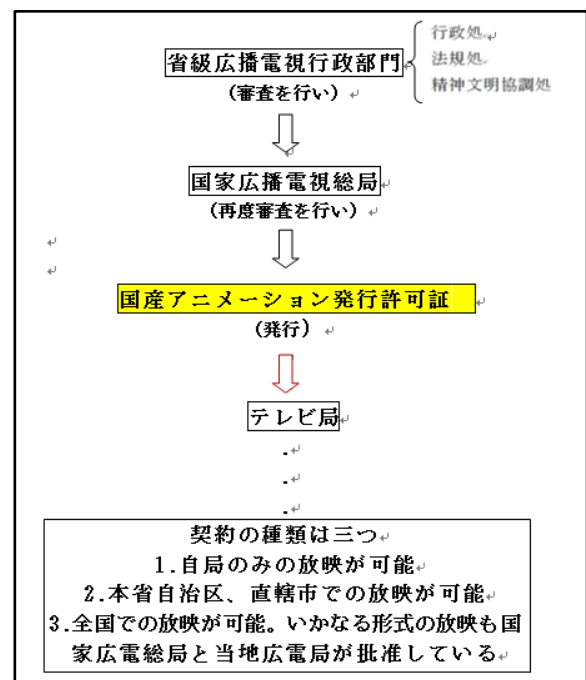 省級広播電視行政部門
行政処
法規処
精神文明協調処
（審査を行い）
国家広播電視総局
（再度審査を行い）
国産アニメーション発行許可証
（発行）
テレビ局
.
.
.
契約の種類は三つ
1.自局のみの放映が可能
2.本省自治区、直轄市での放映が可能
3.全国での放映が可能。いかなる形式の放映も国
家広電総局と当地広電局が批准している